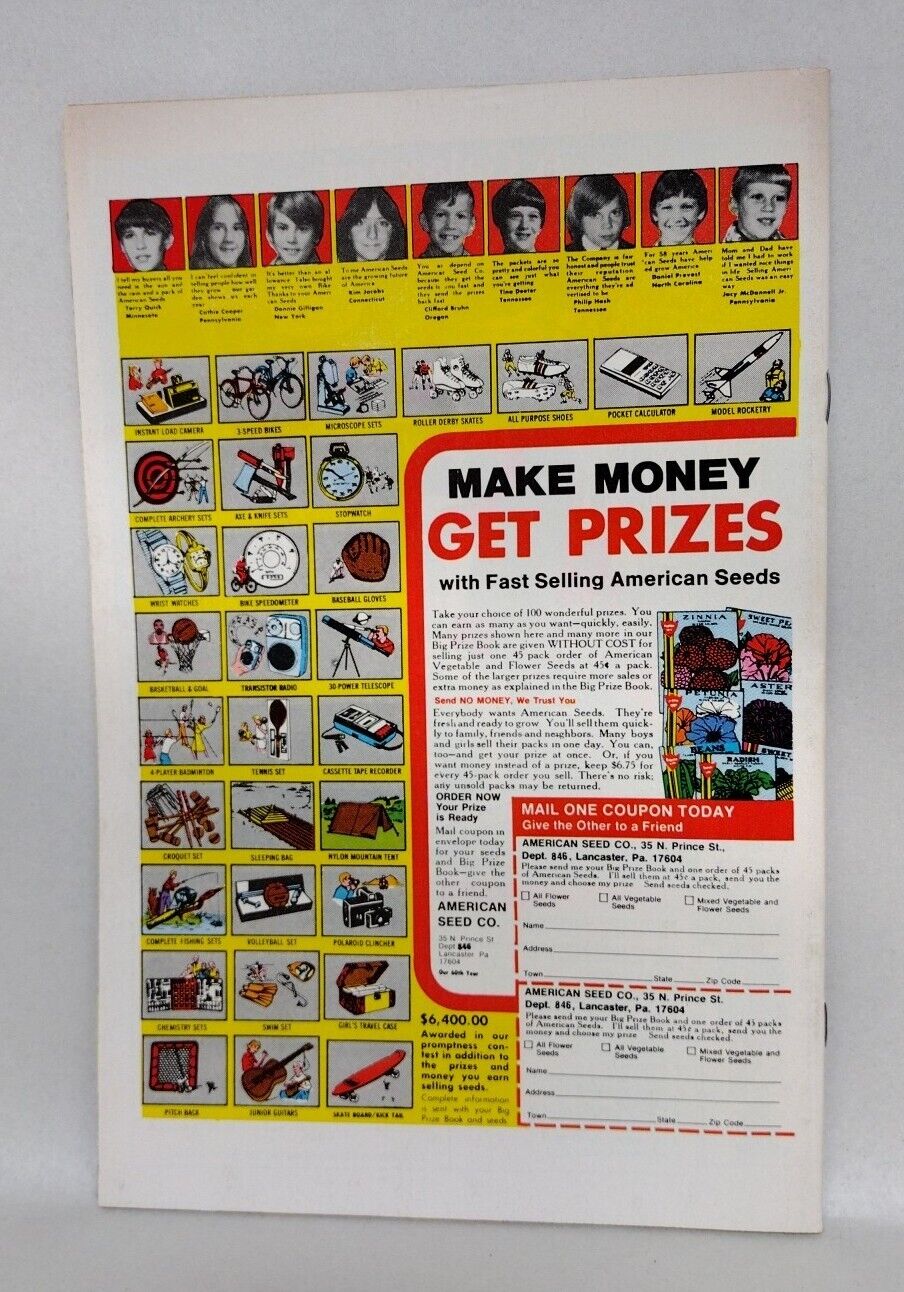 I tell my buyers all you
need is the sun and
the rain and a pack of
American Seeds
Terry Quick
Minnesota
I can feel confident in
selling people how well
they grow our gar
den shows us each
year
Cathie Cooper
Pennsylvania
It's better than an al
lowance Tubo bought
my very own Bike
Thanks to your Ameri
can Seeds
Donnie Gilligan
New York
To me American Seeds
are the growing future
of America
Kim Jacobs
Connecticut
You can depend on
American Seed Co.
because they get the
seeds to you fast and
they send the prizes
back fast
Clifford Bruhn
Oregon
The packets are so
pretty and colorful you
can see just what
you're getting
Tina Deeter
Tennessee
The Company is fair
honest and people trust
their reputation
American Seeds are
everything they're ad
vertised to be
Philip Hash
Tennessee
For 58 years Ameri
can Seeds have help
ed grow America
Daniel Provost
North Carolina
Mom and Dad have
told me I had to work
if I wanted nice things
in life Selling Ameri
can Seeds was an easy
way
Jacy McDonnell Jr.
Pennsylvania
INSTANT LOAD CAMERA
3-SPEED BIKES
MICROSCOPE SETS
ROLLER DERBY SKATES
ALL PURPOSE SHOES
POCKET CALCULATOR
MODEL ROCKETRY
COMPLETE ARCHERY SETS
AXE & KNIFE SETS
STOPWATCH
WRIST WATCHES
BIKE SPEEDOMETER
BASEBALL GLOVES
BASKETBALL & GOAL
TRANSISTOR RADIO
30-POWER TELESCOPE
4-PLAYER BADMINTON
TENNIS SET
CASSETTE TAPE RECORDER
CROQUET SET
SLEEPING BAG
NYLON MOUNTAIN TENT
COMPLETE FISHING SETS
VOLLEYBALL SET
POLAROID CLINCHER
CHEMISTRY SETS
SWIM SET
GIRL'S TRAVEL CASE
PITCH BACK
JUNIOR GUITARS
SKATE BOARD/KICK TAIL
MAKE MONEY
GET PRIZES
with Fast Selling American Seeds
Take your choice of 100 wonderful prizes. You
can earn as many as you want—quickly, easily.
Many prizes shown here and many more in our
Big Prize Book are given WITHOUT COST for
selling just one 45 pack order of American
Vegetable and Flower Seeds at 45¢ a pack.
Some of the larger prizes require more sales or
extra money as explained in the Big Prize Book.
Send NO MONEY, We Trust You
Everybody wants American Seeds. They're
fresh and ready to grow You'll sell them quick-
ly to family, friends and neighbors. Many boys
and girls sell their packs in one day. You can,
too—and get your prize at once. Or, if you
want money instead of a prize, keep $6.75 for
every 45-pack order you sell. There's no risk;
any unsold packs may be returned.
ZINNIA
SWEET PE
ASTER
PETUNIA
BEANS
RADISH
SWEET
ORDER NOW
Your Prize
is Ready
Mail coupon in
envelope today
for your seeds
and Big Prize
Book—give the
other coupon
to a friend.
AMERICAN
SEED CO.
35 N. Prince St
Dept 846
Lancaster Pa
17604
Our 60th Year
MAIL ONE COUPON TODAY
Give the Other to a Friend
AMERICAN SEED CO., 35 N. Prince St.,
Dept. 846, Lancaster, Pa. 17604
Please send me your Big Prize Book and one order of 45 packs
of American Seeds. I'll sell them at 45¢ a pack, send you the
money and choose my prize Send seeds checked.
All Flower Seeds
All Vegetable Seeds
Mixed Vegetable and Flower Seeds
Name
Address
Town State Zip Code
AMERICAN SEED CO., 35 N. Prince St.
Dept. 846, Lancaster, Pa. 17604
Please send me your Big Prize Book and one order of 45 packs
of American Seeds. I'll sell them at 45¢ a pack, send you the
money and choose my prize Send seeds checked.
All Flower Seeds
All Vegetable Seeds
Mixed Vegetable and Flower Seeds
Name
Address
Town State Zip Code
$6,400.00
Awarded in our
promptness con-
test in addition to
the prizes and
money you earn
selling seeds.
Complete information
is sent with your Big
Prize Book and seeds